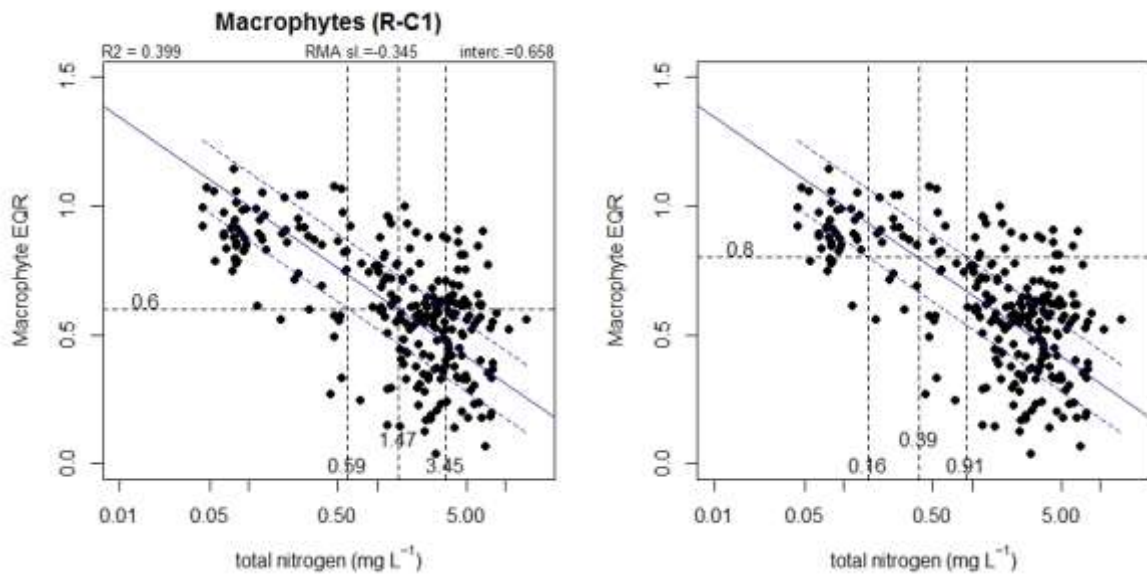 Macrophytes (R-C1)
R2 = 0.399 RMA sl.=-0.345 interc.=0.658
Macrophyte EQR
1.5
1.0
0.5
0.0
0.6
1.47
0.59 3.45
0.01 0.05 0.50 5.00
total nitrogen (mg L⁻¹)
Macrophyte EQR
1.5
1.0
0.5
0.0
0.8
0.39
0.16 0.91
0.01 0.05 0.50 5.00
total nitrogen (mg L⁻¹)